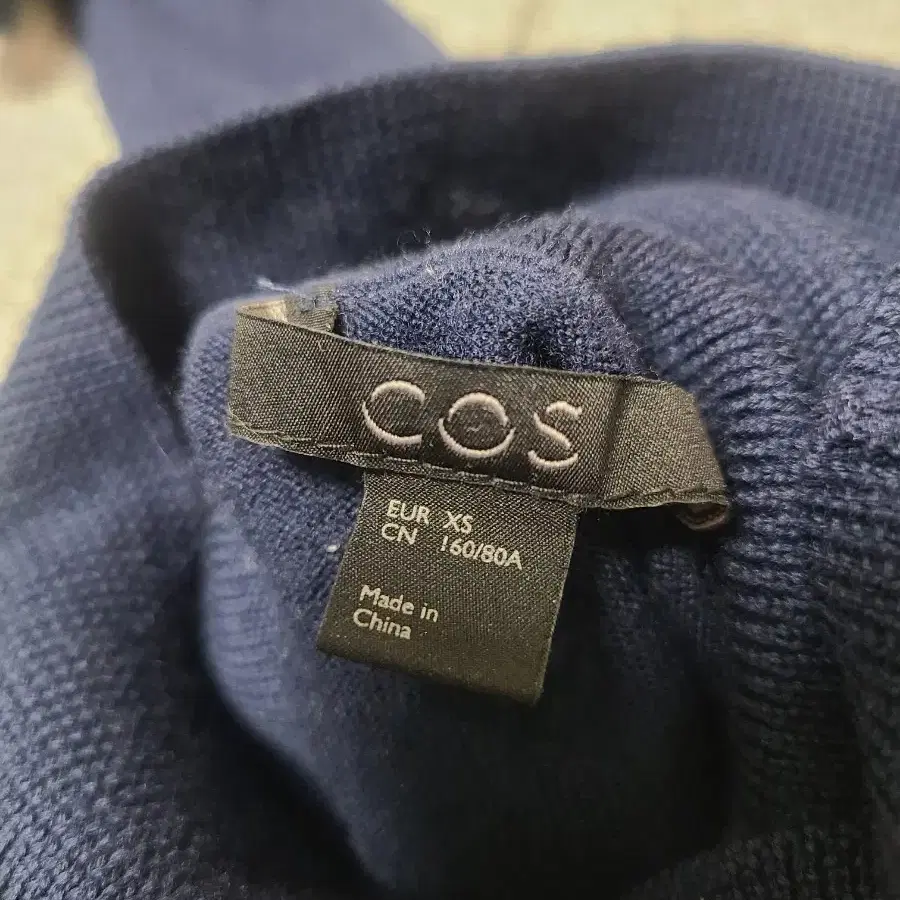 COS
EUR XS
CN 160/80A
Made in
China